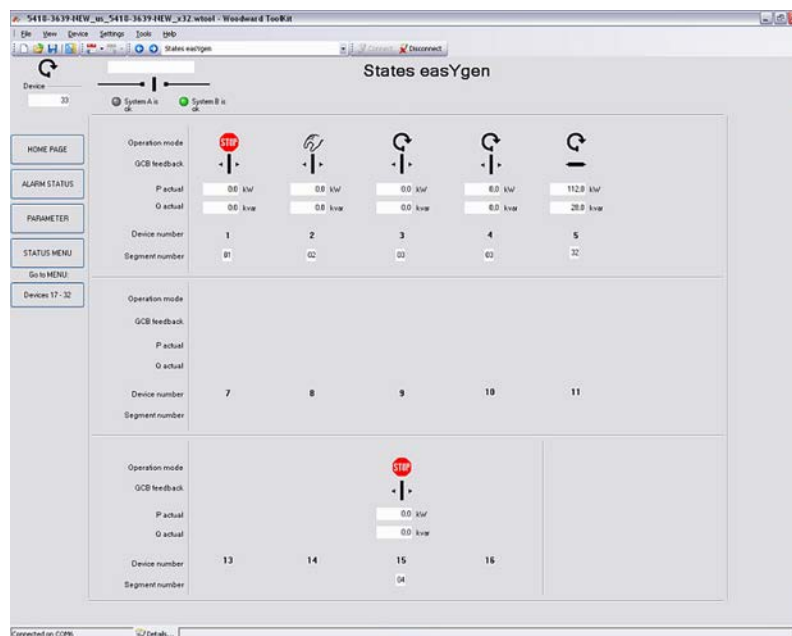 5418-3639-NEW_us_5418-3639-NEW_x32.wtool - Woodward ToolKit
File View Device Settings Tools Help
States easYgen Connect Disconnect
States easYgen
Device
33 System A is ok System B is ok
HOME PAGE
ALARM STATUS
PARAMETER
STATUS MENU
Go to MENU:
Devices 17 - 32
Operation mode STOP
GCB feedback
P actual 0.0 kW 0.0 kW 0.0 kW 0.0 kW 112.0 kW
Q actual 0.0 kvar 0.0 kvar 0.0 kvar 0.0 kvar 28.0 kvar
Device number 1 2 3 4 5
Segment number 01 02 03 03 32
Operation mode
GCB feedback
P actual
Q actual
Device number 7 8 9 10 11
Segment number
Operation mode STOP
GCB feedback
P actual 0.0 kW
Q actual 0.0 kvar
Device number 13 14 15 16
Segment number 04
Connected on COM6 Details...